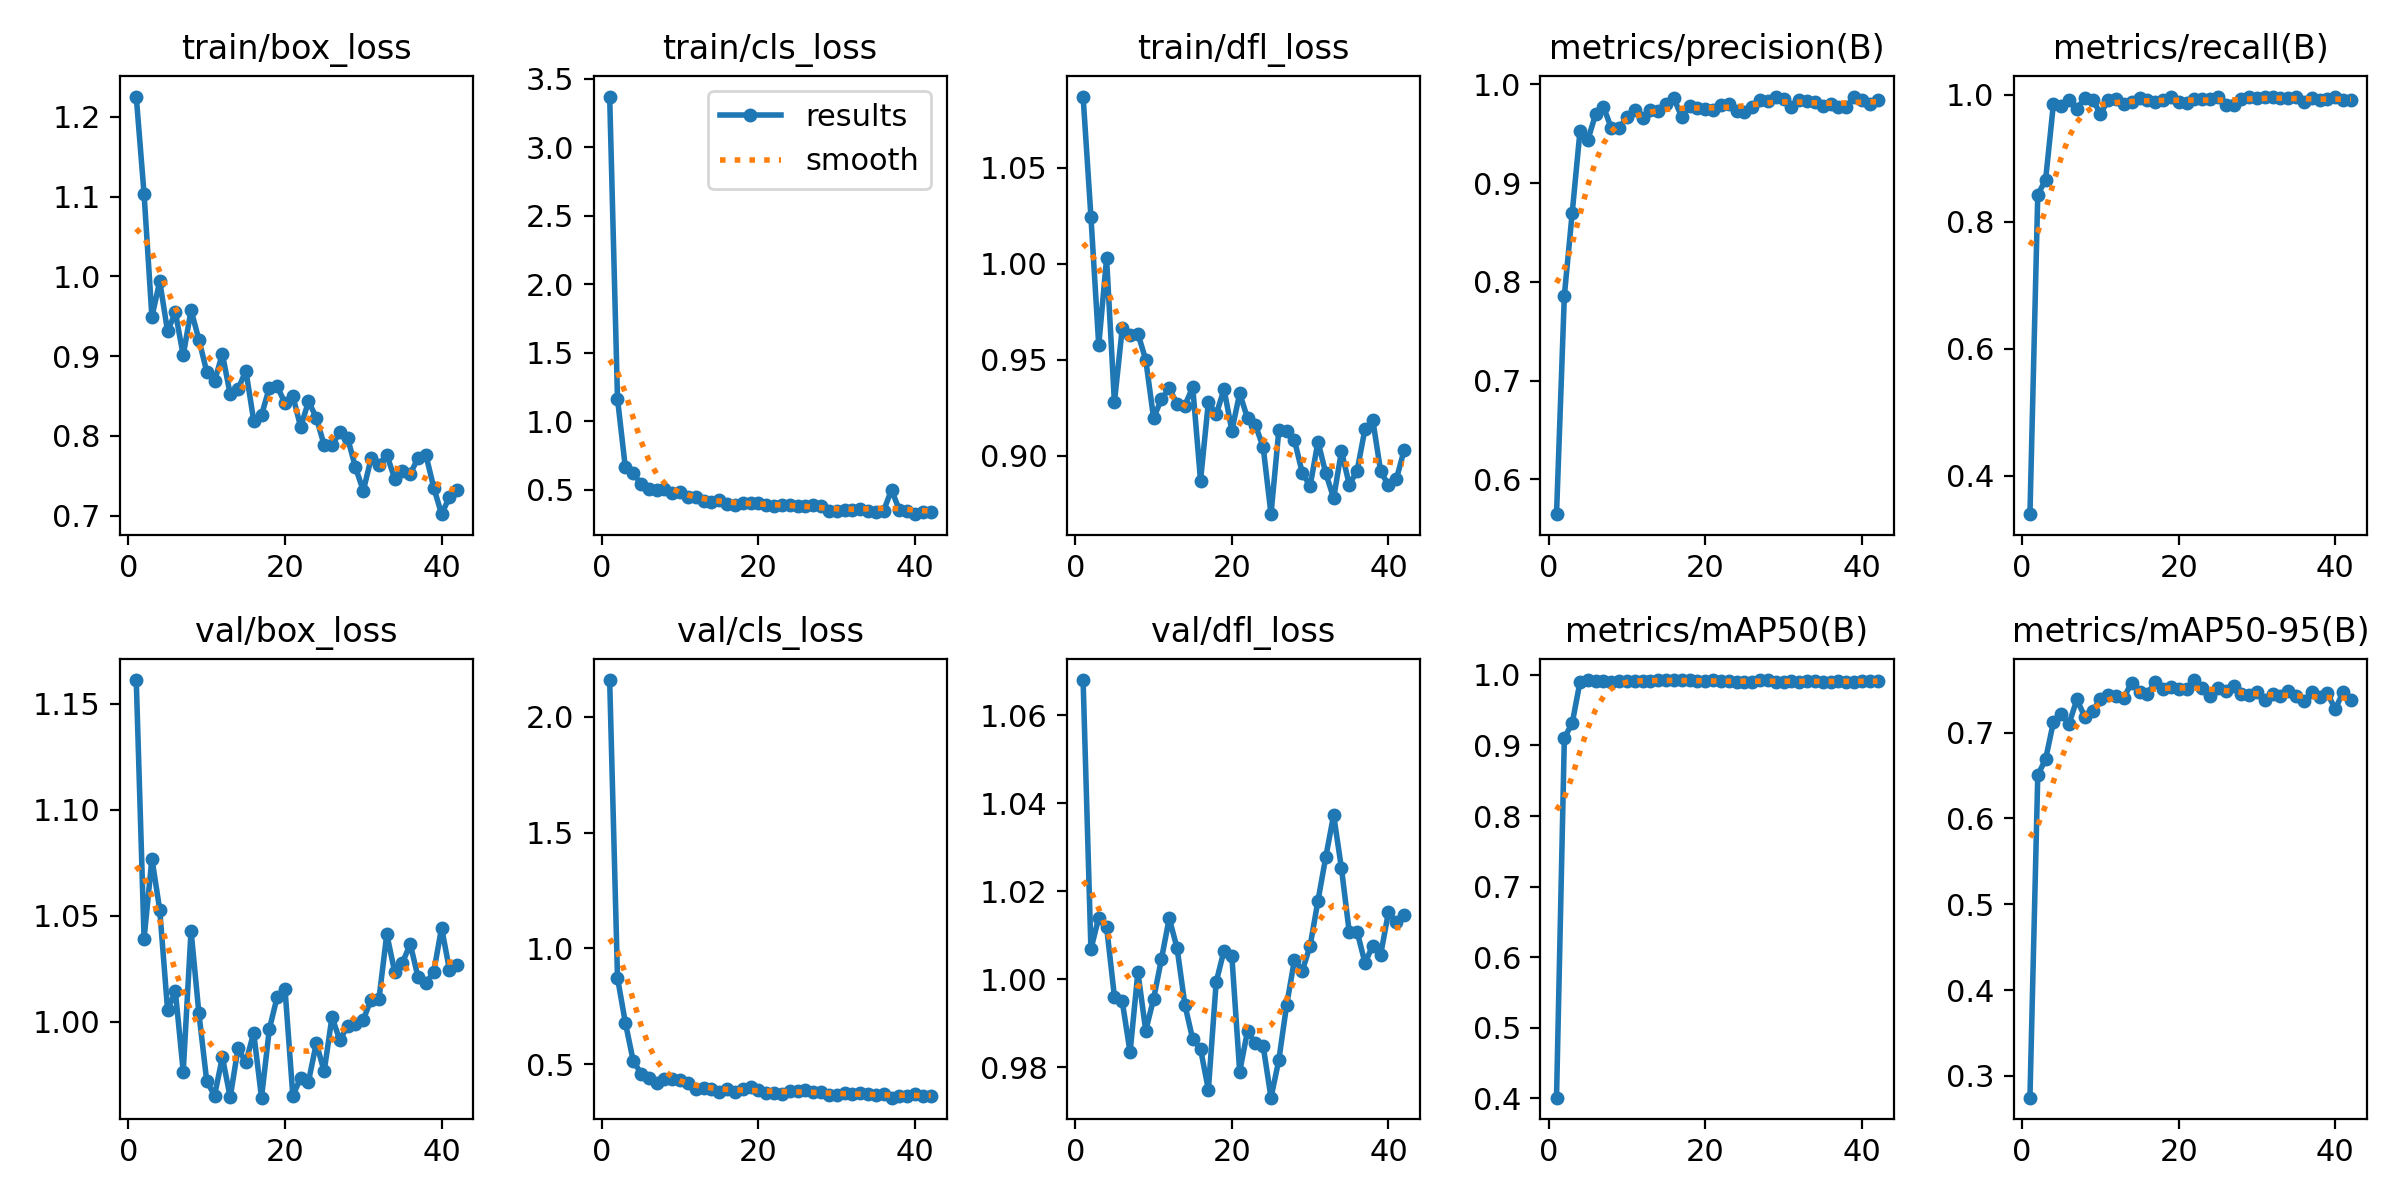 train/box_loss
1.2
1.1
1.0
0.9
0.8
0.7
0 20 40
train/cls_loss
3.5
3.0
2.5
2.0
1.5
1.0
0.5
0 20 40
results
smooth
train/dfl_loss
1.05
1.00
0.95
0.90
0 20 40
metrics/precision(B)
1.0
0.9
0.8
0.7
0.6
0 20 40
metrics/recall(B)
1.0
0.8
0.6
0.4
0 20 40
val/box_loss
1.15
1.10
1.05
1.00
0 20 40
val/cls_loss
2.0
1.5
1.0
0.5
0 20 40
val/dfl_loss
1.06
1.04
1.02
1.00
0.98
0 20 40
metrics/mAP50(B)
1.0
0.9
0.8
0.7
0.6
0.5
0.4
0 20 40
metrics/mAP50-95(B)
0.7
0.6
0.5
0.4
0.3
0 20 40